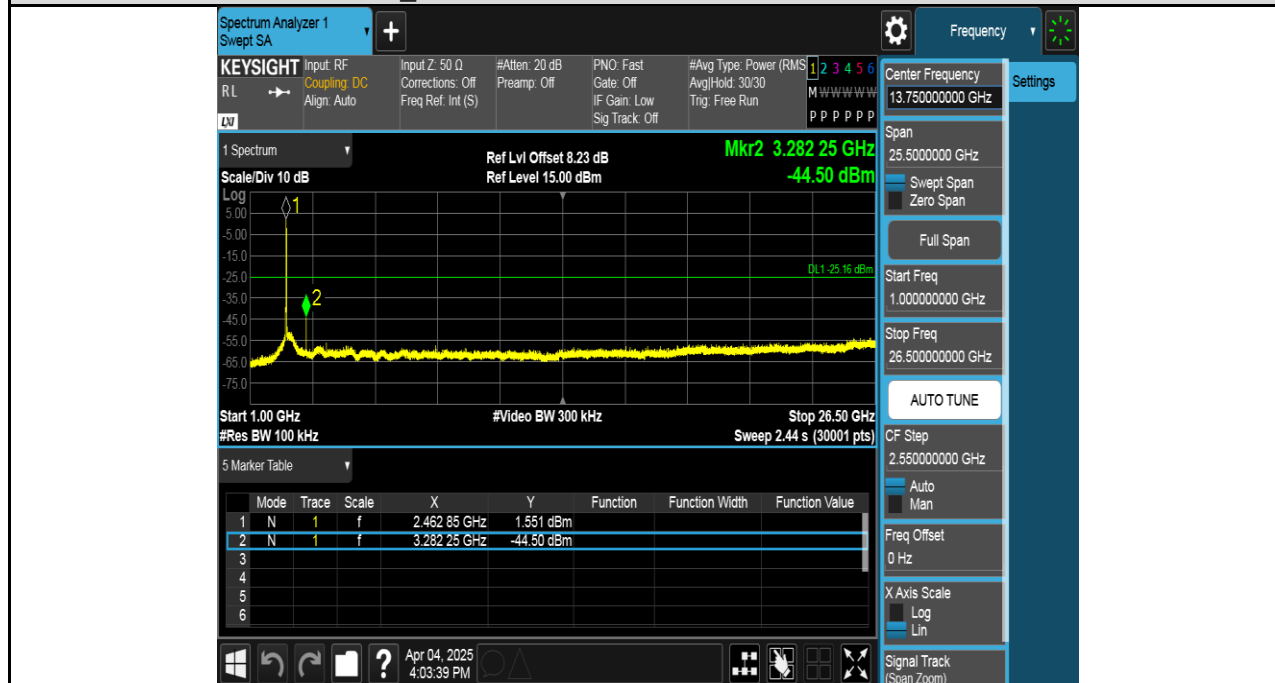 Spectrum Analyzer 1
Swept SA
+
Frequency
KEYSIGHT
RL
LXI
Input: RF
Coupling: DC
Align: Auto
Input Z: 50 Ω
Corrections: Off
Freq Ref: Int (S)
#Atten: 20 dB
Preamp: Off
PNO: Fast
Gate: Off
IF Gain: Low
Sig Track: Off
#Avg Type: Power (RMS
Avg|Hold: 30/30
Trig: Free Run
1 2 3 4 5 6
M W W W W W
P P P P P P
1 Spectrum
Scale/Div 10 dB
Ref Lvl Offset 8.23 dB
Ref Level 15.00 dBm
Mkr2 3.282 25 GHz
-44.50 dBm
Log
5.00
-5.00
-15.0
-25.0
-35.0
-45.0
-55.0
-65.0
-75.0
1
2
DL1 -25.16 dBm
Start 1.00 GHz
#Video BW 300 kHz
Stop 26.50 GHz
#Res BW 100 kHz
Sweep 2.44 s (30001 pts)
5 Marker Table
Mode Trace Scale X Y Function Function Width Function Value
1 N 1 f 2.462 85 GHz 1.551 dBm
2 N 1 f 3.282 25 GHz -44.50 dBm
3
4
5
6
?
Apr 04, 2025
4:03:39 PM
Center Frequency
13.750000000 GHz
Settings
Span
25.5000000 GHz
Swept Span
Zero Span
Full Span
Start Freq
1.000000000 GHz
Stop Freq
26.500000000 GHz
AUTO TUNE
CF Step
2.550000000 GHz
Auto
Man
Freq Offset
0 Hz
X Axis Scale
Log
Lin
Signal Track
(Span Zoom)